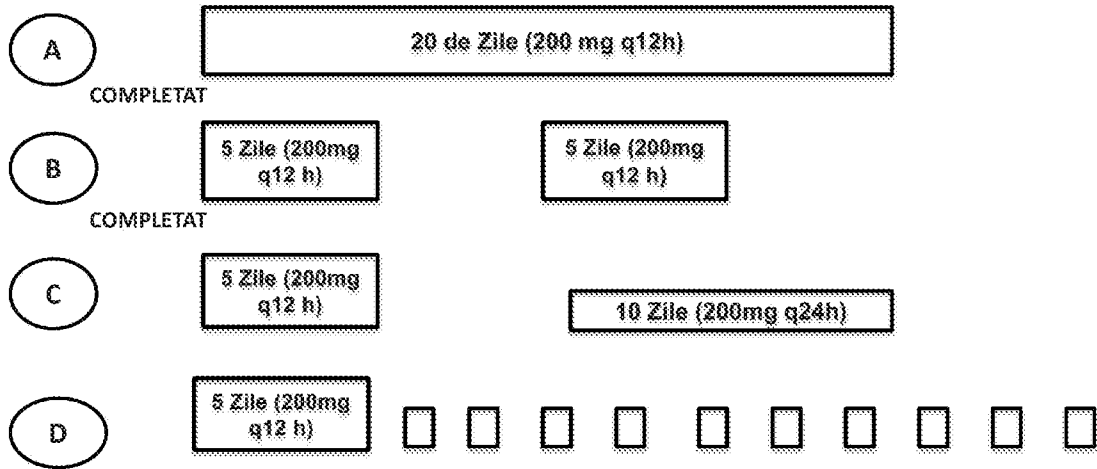 A
20 de Zile (200 mg q12h)
COMPLETAT
B
5 Zile (200mg
q12 h)
5 Zile (200mg
q12 h)
COMPLETAT
C
5 Zile (200mg
q12 h)
10 Zile (200mg q24h)
D
5 Zile (200mg
q12 h)